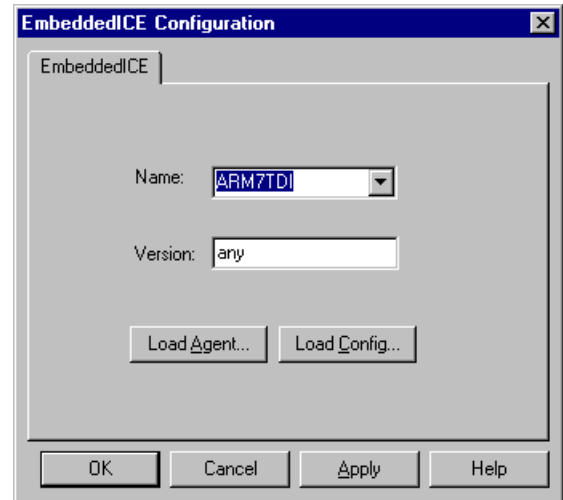 EmbeddedICE Configuration
EmbeddedICE
Name: ARM7TDI
Version: any
Load Agent... Load Config...
OK Cancel Apply Help